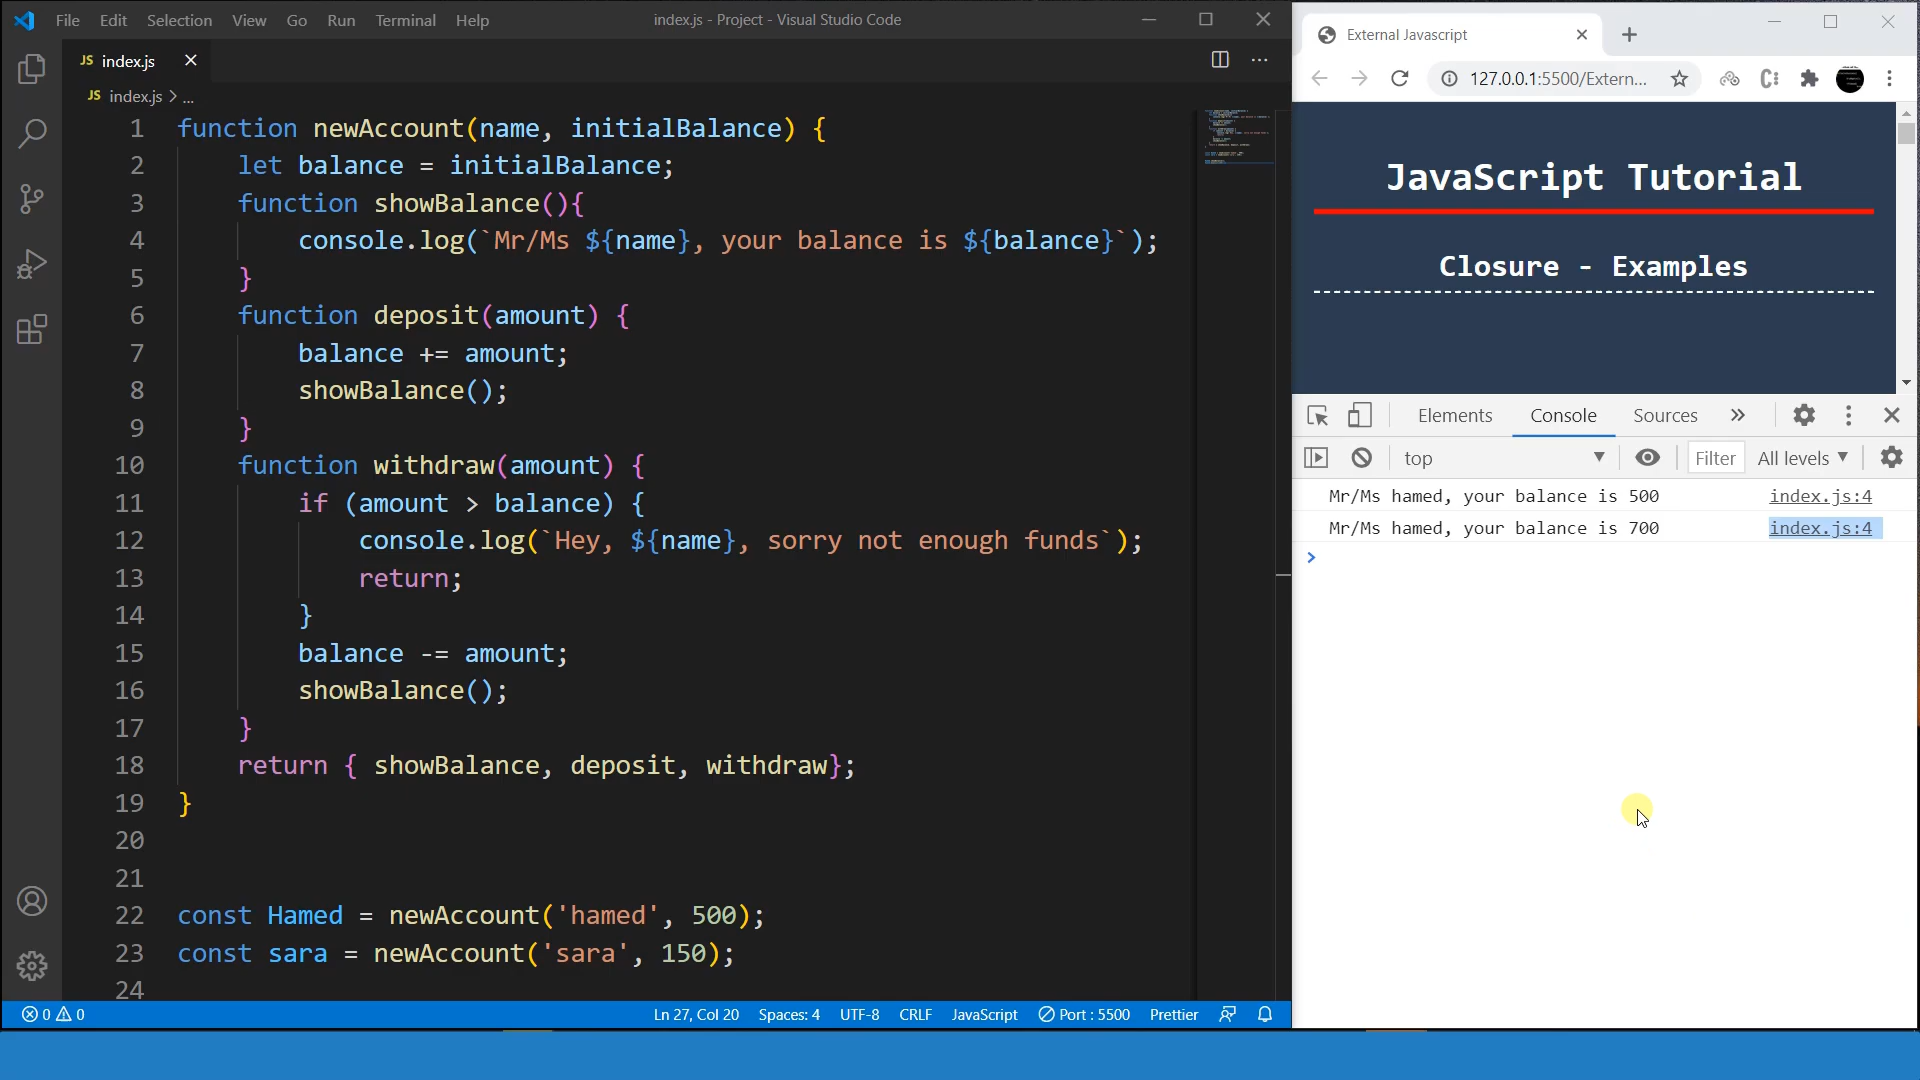 File Edit Selection View Go Run Terminal Help
index.js - Project - Visual Studio Code
JS index.js
JS index.js > ...
1 function newAccount(name, initialBalance) {
2 let balance = initialBalance;
3 function showBalance(){
4 console.log(`Mr/Ms ${name}, your balance is ${balance}`);
5 }
6 function deposit(amount) {
7 balance += amount;
8 showBalance();
9 }
10 function withdraw(amount) {
11 if (amount > balance) {
12 console.log(`Hey, ${name}, sorry not enough funds`);
13 return;
14 }
15 balance -= amount;
16 showBalance();
17 }
18 return { showBalance, deposit, withdraw};
19 }
20
21
22 const Hamed = newAccount('hamed', 500);
23 const sara = newAccount('sara', 150);
24
0 0 Ln 27, Col 20 Spaces: 4 UTF-8 CRLF JavaScript Port : 5500 Prettier
External Javascript
127.0.0.1:5500/Extern...
JavaScript Tutorial
Closure - Examples
Elements Console Sources
top Filter All levels
Mr/Ms hamed, your balance is 500 index.js:4
Mr/Ms hamed, your balance is 700 index.js:4